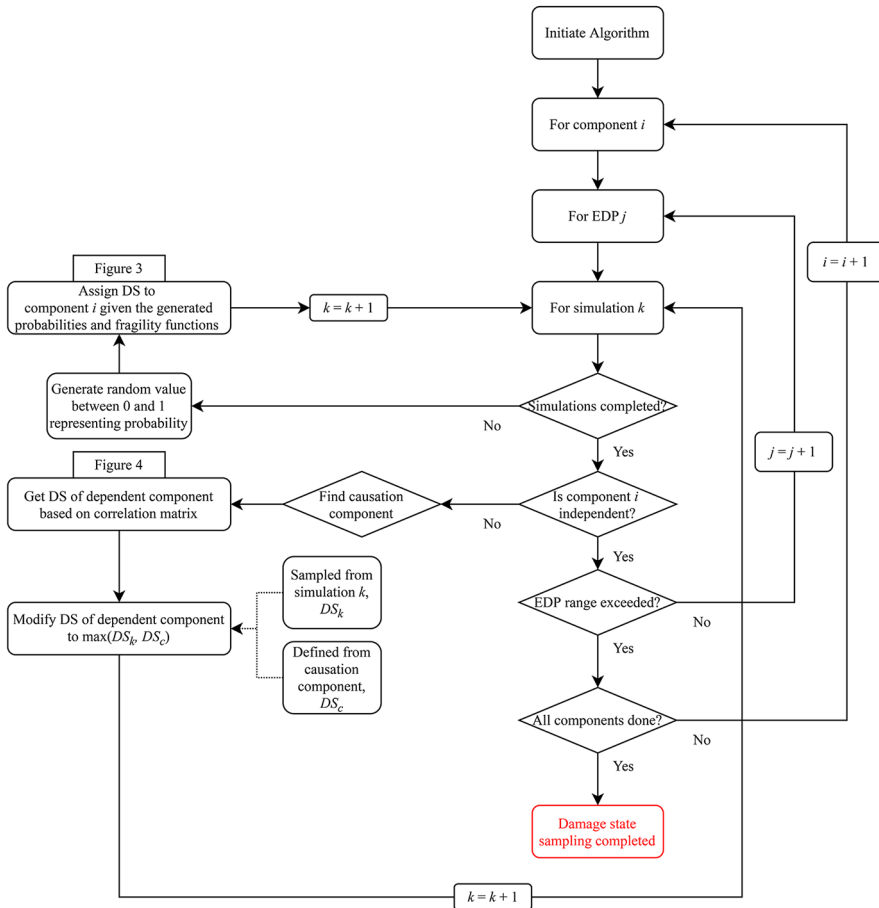 Initiate Algorithm
For component i
For EDP j
i = i + 1
Figure 3
Assign DS to
component i given the generated
probabilities and fragility functions
k = k + 1
For simulation k
Generate random value
between 0 and 1
representing probability
Simulations completed?
No
Yes
j = j + 1
Figure 4
Get DS of dependent component
based on correlation matrix
Find causation
component
Is component i
independent?
No
Yes
Sampled from
simulation k,
DSₖ
EDP range exceeded?
No
Modify DS of dependent component
to max(DSₖ, DS꜀)
Yes
Defined from
causation
component,
DS꜀
All components done?
No
Yes
Damage state
sampling completed
k = k + 1